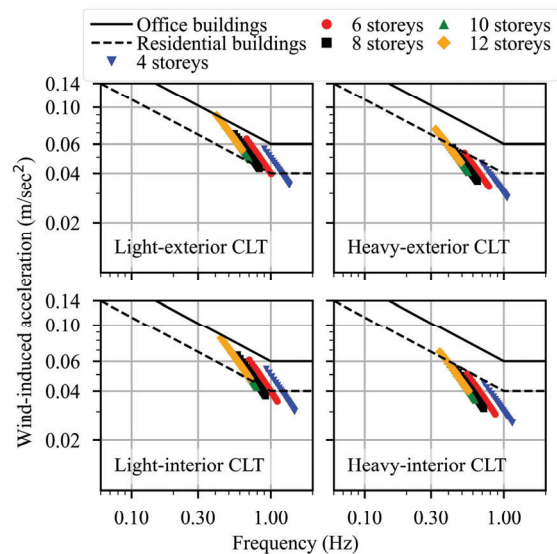 Office buildings
Residential buildings
4 storeys
6 storeys
8 storeys
10 storeys
12 storeys
Wind-induced acceleration (m/sec²)
0.14
0.10
0.06
0.04
0.02
Light-exterior CLT
Heavy-exterior CLT
0.14
0.10
0.06
0.04
0.02
Light-interior CLT
Heavy-interior CLT
0.10 0.30 1.00
0.10 0.30 1.00
Frequency (Hz)